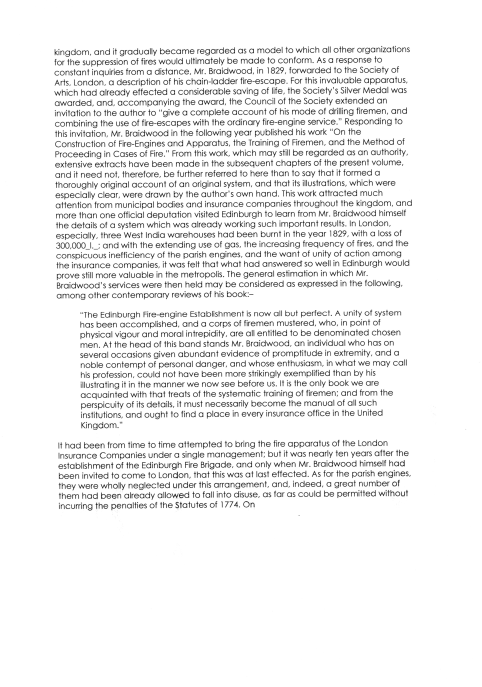 kingdom, and it gradually became regarded as a model to which all other organizations
for the suppression of fires would ultimately be made to conform. As a response to
constant inquiries from a distance, Mr. Braidwood, in 1829, forwarded to the Society of
Arts, London, a description of his chain-ladder fire-escape. For this invaluable apparatus,
which had already effected a considerable saving of life, the Society's Silver Medal was
awarded, and, accompanying the award, the Council of the Society extended an
invitation to the author to "give a complete account of his mode of drilling firemen, and
combining the use of fire-escapes with the ordinary fire-engine service." Responding to
this invitation, Mr. Braidwood in the following year published his work "On the
Construction of Fire-Engines and Apparatus, the Training of Firemen, and the Method of
Proceeding in Cases of Fire." From this work, which may still be regarded as an authority,
extensive extracts have been made in the subsequent chapters of the present volume,
and it need not, therefore, be further referred to here than to say that it formed a
thoroughly original account of an original system, and that its illustrations, which were
especially clear, were drawn by the author's own hand. This work attracted much
attention from municipal bodies and insurance companies throughout the kingdom, and
more than one official deputation visited Edinburgh to learn from Mr. Braidwood himself
the details of a system which was already working such important results. In London,
especially, three West India warehouses had been burnt in the year 1829, with a loss of
300,000_l._; and with the extending use of gas, the increasing frequency of fires, and the
conspicuous inefficiency of the parish engines, and the want of unity of action among
the insurance companies, it was felt that what had answered so well in Edinburgh would
prove still more valuable in the metropolis. The general estimation in which Mr.
Braidwood's services were then held may be considered as expressed in the following,
among other contemporary reviews of his book:–
"The Edinburgh Fire-engine Establishment is now all but perfect. A unity of system
has been accomplished, and a corps of firemen mustered, who, in point of
physical vigour and moral intrepidity, are all entitled to be denominated chosen
men. At the head of this band stands Mr. Braidwood, an individual who has on
several occasions given abundant evidence of promptitude in extremity, and a
noble contempt of personal danger, and whose enthusiasm, in what we may call
his profession, could not have been more strikingly exemplified than by his
illustrating it in the manner we now see before us. It is the only book we are
acquainted with that treats of the systematic training of firemen; and from the
perspicuity of its details, it must necessarily become the manual of all such
institutions, and ought to find a place in every insurance office in the United
Kingdom."
It had been from time to time attempted to bring the fire apparatus of the London
Insurance Companies under a single management; but it was nearly ten years after the
establishment of the Edinburgh Fire Brigade, and only when Mr. Braidwood himself had
been invited to come to London, that this was at last effected. As for the parish engines,
they were wholly neglected under this arrangement, and, indeed, a great number of
them had been already allowed to fall into disuse, as far as could be permitted without
incurring the penalties of the Statutes of 1774. On